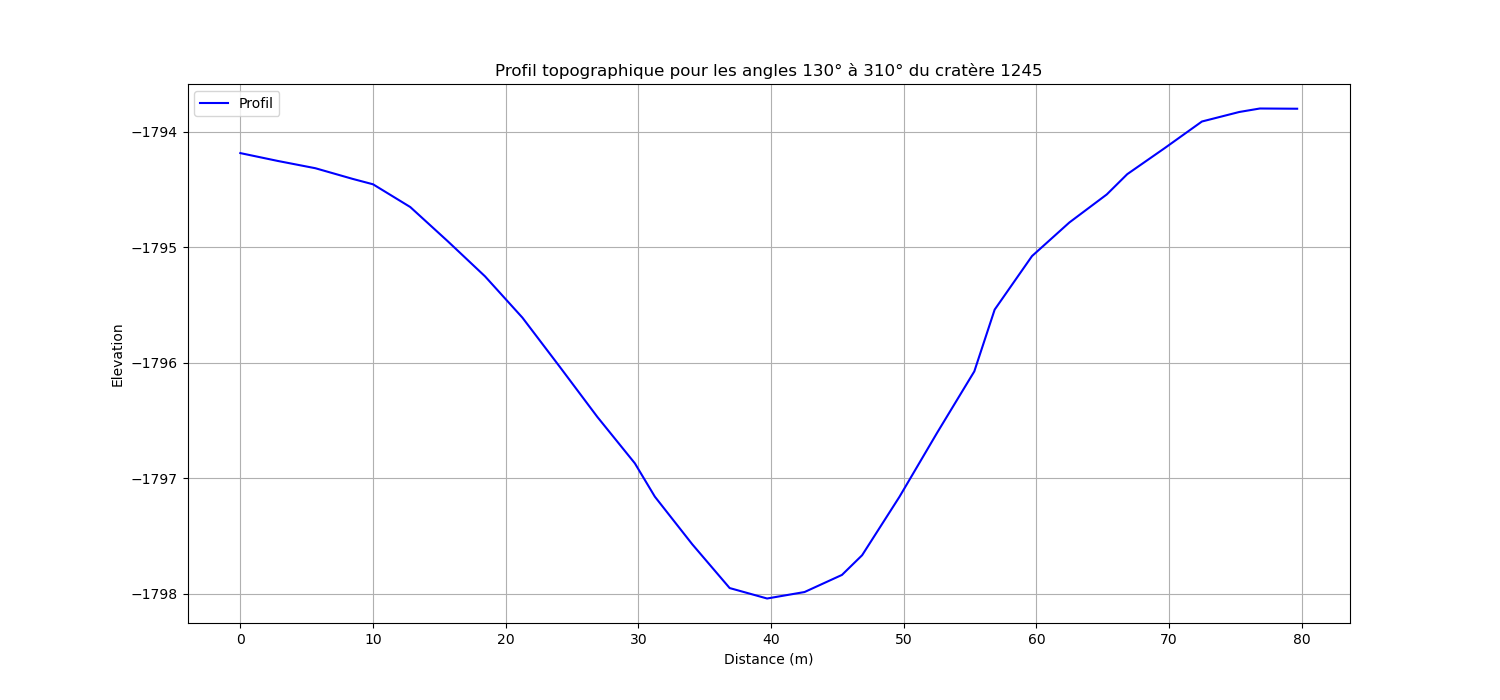 Profil topographique pour les angles 130° à 310° du cratère 1245
Profil
−1794
−1795
−1796
−1797
−1798
Elevation
0 10 20 30 40 50 60 70 80
Distance (m)